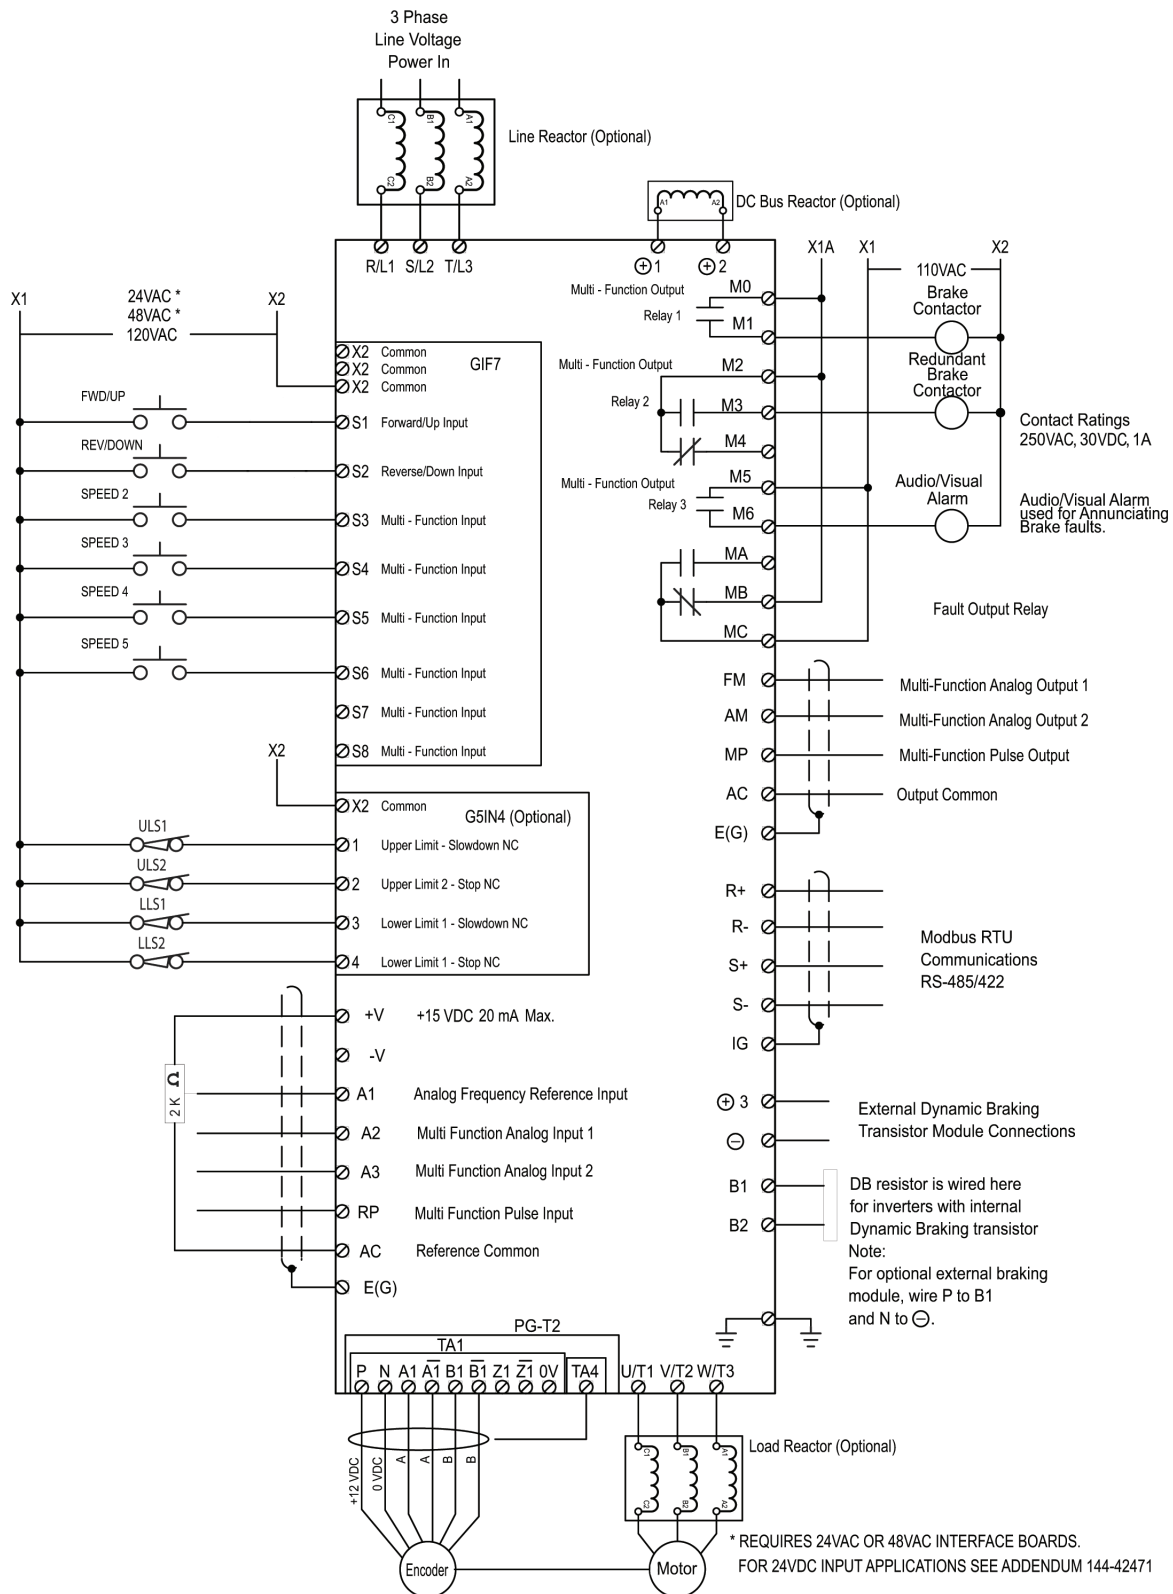 3 Phase
Line Voltage
Power In
C1
B1
A1
C2
B2
A2
Line Reactor (Optional)
A1
A2
DC Bus Reactor (Optional)
R/L1 S/L2 T/L3
⊕1
⊕2
X1A
X1
X2
110VAC
X1
24VAC *
48VAC *
120VAC
X2
X2 Common
X2 Common
X2 Common
GIF7
FWD/UP
S1 Forward/Up Input
REV/DOWN
S2 Reverse/Down Input
SPEED 2
S3 Multi - Function Input
SPEED 3
S4 Multi - Function Input
SPEED 4
S5 Multi - Function Input
SPEED 5
S6 Multi - Function Input
S7 Multi - Function Input
S8 Multi - Function Input
X2
X2 Common
G5IN4 (Optional)
ULS1
1 Upper Limit - Slowdown NC
ULS2
2 Upper Limit 2 - Stop NC
LLS1
3 Lower Limit 1 - Slowdown NC
LLS2
4 Lower Limit 1 - Stop NC
Multi - Function Output
Relay 1
M0
M1
Brake
Contactor
Multi - Function Output
Relay 2
M2
M3
M4
Redundant
Brake
Contactor
Contact Ratings
250VAC, 30VDC, 1A
Multi - Function Output
Relay 3
M5
M6
Audio/Visual
Alarm
Audio/Visual Alarm
used for Annunciating
Brake faults.
MA
MB
MC
Fault Output Relay
FM
Multi-Function Analog Output 1
AM
Multi-Function Analog Output 2
MP
Multi-Function Pulse Output
AC
Output Common
E(G)
R+
R-
S+
S-
IG
Modbus RTU
Communications
RS-485/422
2 K Ω
+V +15 VDC 20 mA Max.
-V
A1 Analog Frequency Reference Input
A2 Multi Function Analog Input 1
A3 Multi Function Analog Input 2
RP Multi Function Pulse Input
AC Reference Common
E(G)
⊕ 3
⊖
External Dynamic Braking
Transistor Module Connections
B1
B2
DB resistor is wired here
for inverters with internal
Dynamic Braking transistor
Note:
For optional external braking
module, wire P to B1
and N to ⊖.
PG-T2
TA1
P N A1 A̅1̅ B1 B̅1̅ Z1 Z̅1̅ 0V
TA4
U/T1 V/T2 W/T3
+12 VDC
0 VDC
A
A
B
B
C1
B1
A1
C2
B2
A2
Load Reactor (Optional)
Encoder
Motor
* REQUIRES 24VAC OR 48VAC INTERFACE BOARDS.
FOR 24VDC INPUT APPLICATIONS SEE ADDENDUM 144-42471